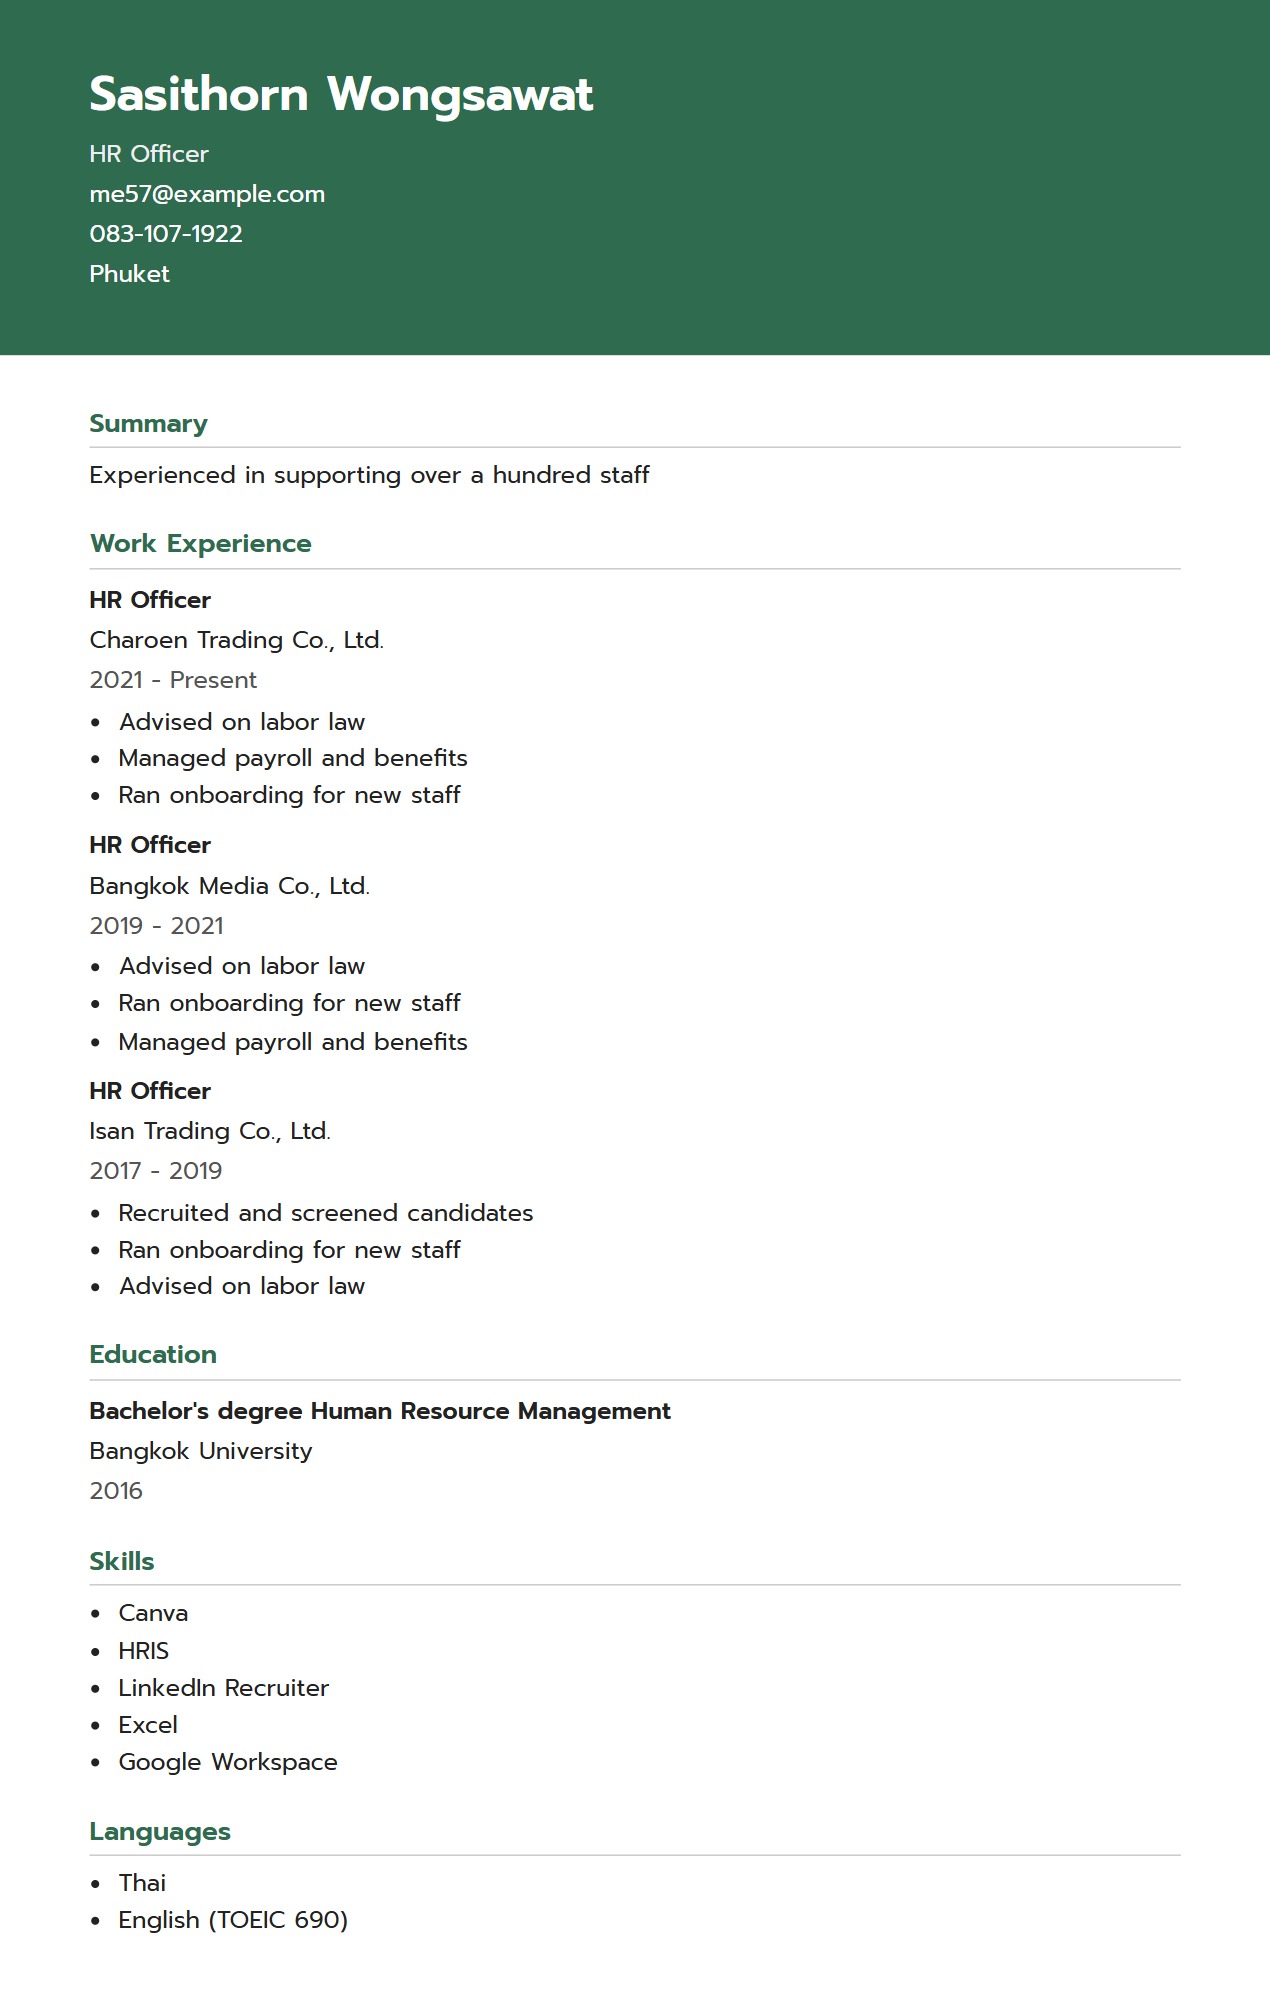 Sasithorn Wongsawat
HR Officer
me57@example.com
083-107-1922
Phuket
Summary
Experienced in supporting over a hundred staff
Work Experience
HR Officer
Charoen Trading Co., Ltd.
2021 - Present
• Advised on labor law
• Managed payroll and benefits
• Ran onboarding for new staff
HR Officer
Bangkok Media Co., Ltd.
2019 - 2021
• Advised on labor law
• Ran onboarding for new staff
• Managed payroll and benefits
HR Officer
Isan Trading Co., Ltd.
2017 - 2019
• Recruited and screened candidates
• Ran onboarding for new staff
• Advised on labor law
Education
Bachelor's degree Human Resource Management
Bangkok University
2016
Skills
• Canva
• HRIS
• LinkedIn Recruiter
• Excel
• Google Workspace
Languages
• Thai
• English (TOEIC 690)